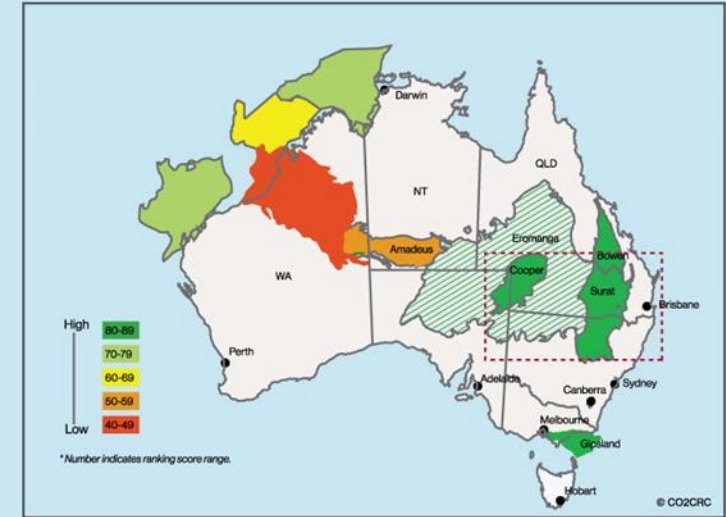 Darwin
QLD
NT
Eromanga
Amadeus
Bowen
Cooper
WA
Surat
Brisbane
High
80-89
70-79
60-69
50-59
40-49
Low
Perth
Adelaide
Sydney
Canberra
Melbourne
Gipsland
* Number indicates ranking score range.
Hobart
© CO2CRC